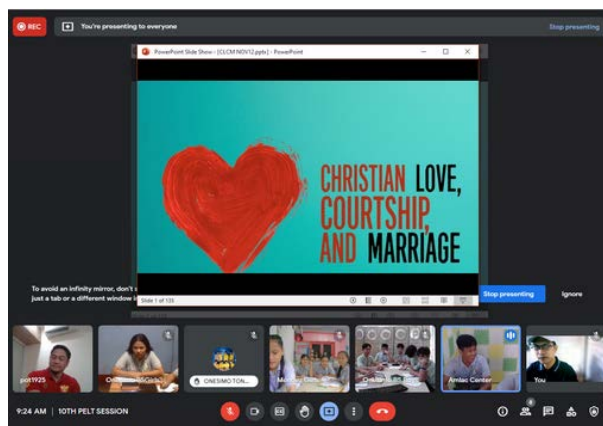 REC
You're presenting to everyone
Stop presenting
PowerPoint Slide Show - [CLCM NOV12.pptx] - PowerPoint
CHRISTIAN LOVE,
COURTSHIP,
AND MARRIAGE
To avoid an infinity mirror, don't s
just a tab or a different window i
Stop presenting
Ignore
Slide 1 of 133
pat1925
ONESIMO TON...
Amlac Center
You
9:24 AM | 10TH PELT SESSION